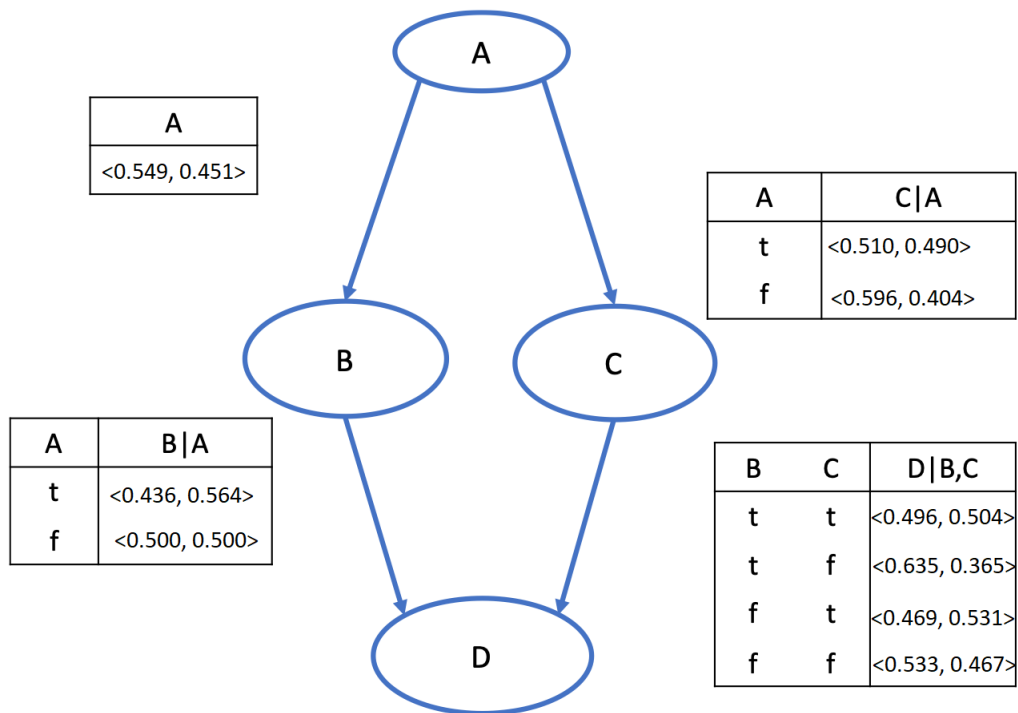 A
A
<0.549, 0.451>
A C|A
t <0.510, 0.490>
f <0.596, 0.404>
B
C
A B|A
t <0.436, 0.564>
f <0.500, 0.500>
B C D|B,C
t t <0.496, 0.504>
t f <0.635, 0.365>
f t <0.469, 0.531>
f f <0.533, 0.467>
D